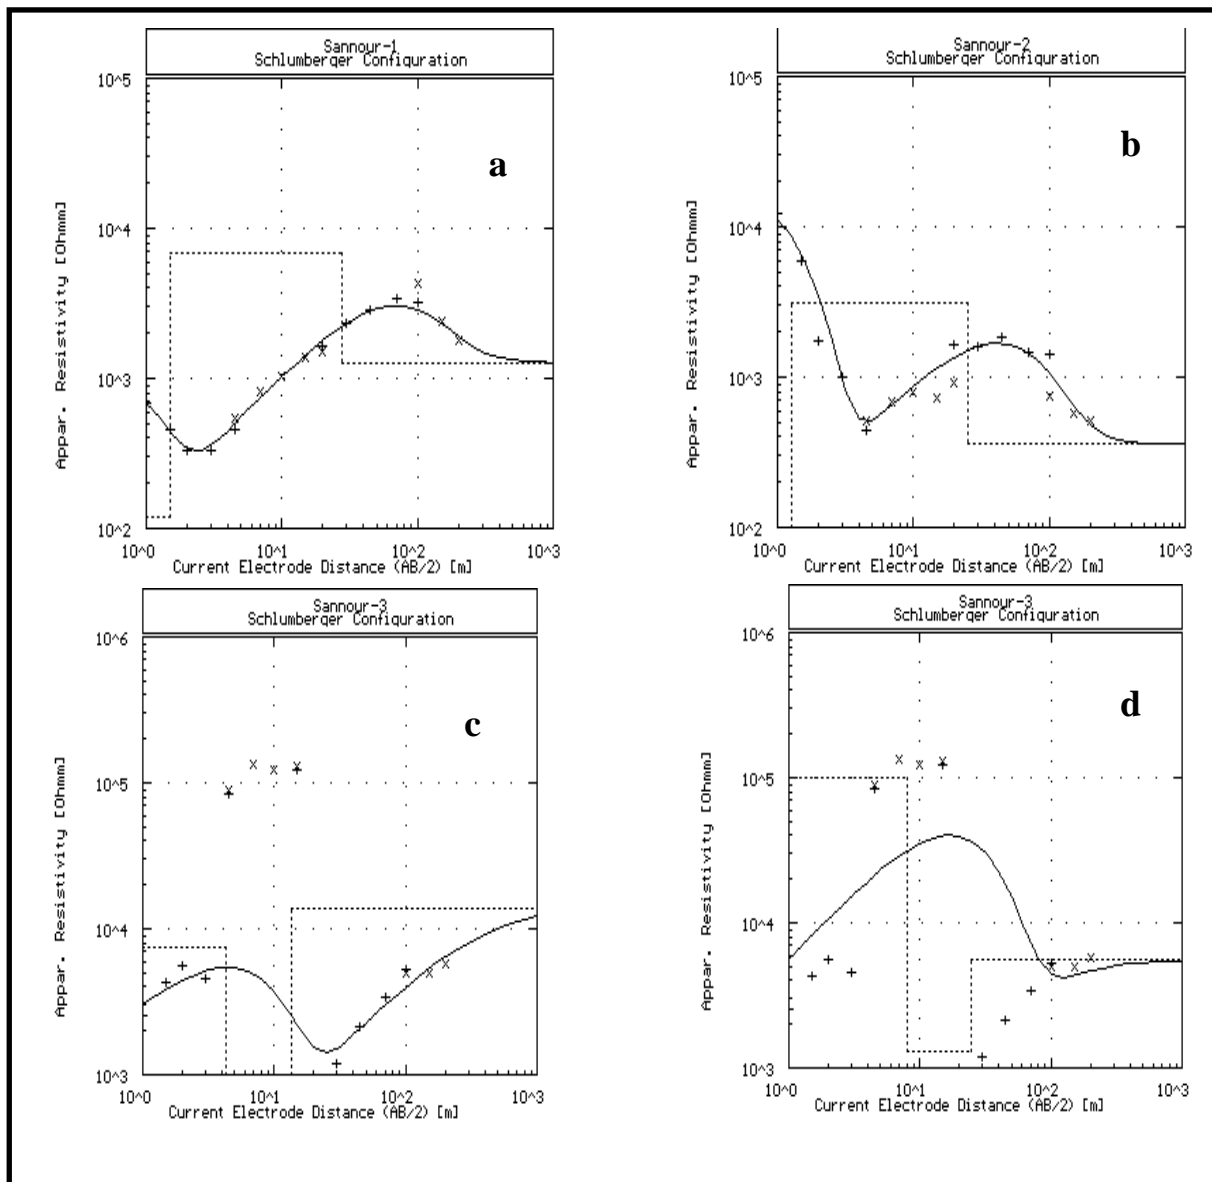 Sannour-1
Schlumberger Configuration
10^5
10^4
10^3
10^2
Appar. Resistivity [Ohmm]
a
10^0 10^1 10^2 10^3
Current Electrode Distance (AB/2) [m]
Sannour-2
Schlumberger Configuration
10^5
10^4
10^3
10^2
Appar. Resistivity [Ohmm]
b
10^0 10^1 10^2 10^3
Current Electrode Distance (AB/2) [m]
Sannour-3
Schlumberger Configuration
10^6
10^5
10^4
10^3
Appar. Resistivity [Ohmm]
c
10^0 10^1 10^2 10^3
Current Electrode Distance (AB/2) [m]
Sannour-3
Schlumberger Configuration
10^6
10^5
10^4
10^3
Appar. Resistivity [Ohmm]
d
10^0 10^1 10^2 10^3
Current Electrode Distance (AB/2) [m]